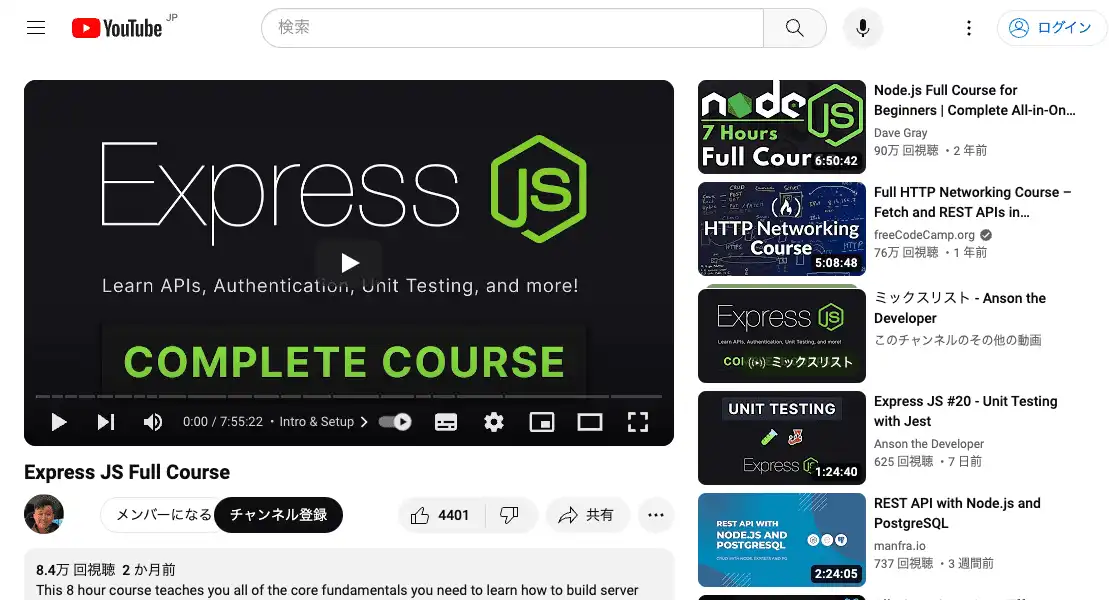 YouTube JP
検索
ログイン
Express JS
Learn APIs, Authentication, Unit Testing, and more!
COMPLETE COURSE
0:00 / 7:55:22 • Intro & Setup
Express JS Full Course
メンバーになる
チャンネル登録
4401
共有
8.4万 回視聴 2 か月前
This 8 hour course teaches you all of the core fundamentals you need to learn how to build server
node JS
7 Hours
Full Cour
6:50:42
Node.js Full Course for
Beginners | Complete All-in-On…
Dave Gray
90万 回視聴 ・2 年前
HTTP Networking
Course
5:08:48
Full HTTP Networking Course –
Fetch and REST APIs in…
freeCodeCamp.org
76万 回視聴 ・1 年前
Express JS
Learn APIs, Authentication, Unit Testing, and more!
ミックスリスト
ミックスリスト - Anson the
Developer
このチャンネルのその他の動画
UNIT TESTING
Express
1:24:40
Express JS #20 - Unit Testing
with Jest
Anson the Developer
625 回視聴 ・7 日前
REST API WITH
NODE.JS AND
POSTGRESQL
2:24:05
REST API with Node.js and
PostgreSQL
manfra.io
737 回視聴 ・3 週間前